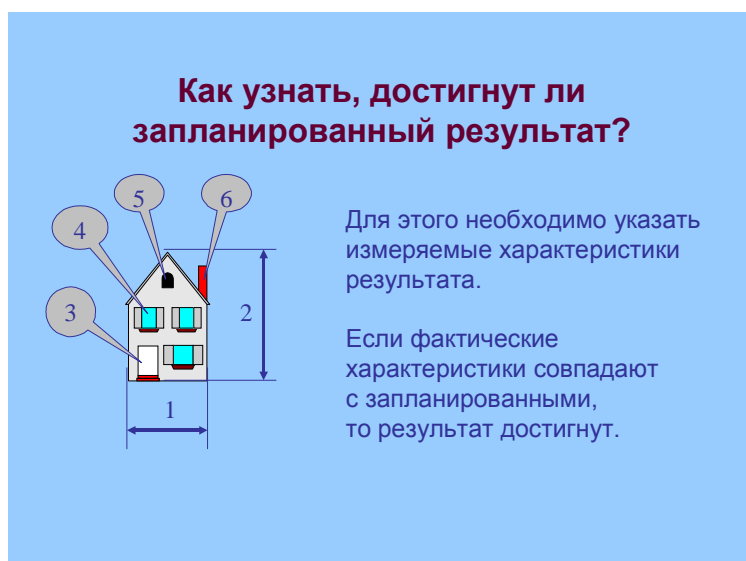 Как узнать, достигнут ли
запланированный результат?
5
6
4
3
2
1
Для этого необходимо указать
измеряемые характеристики
результата.
Если фактические
характеристики совпадают
с запланированными,
то результат достигнут.